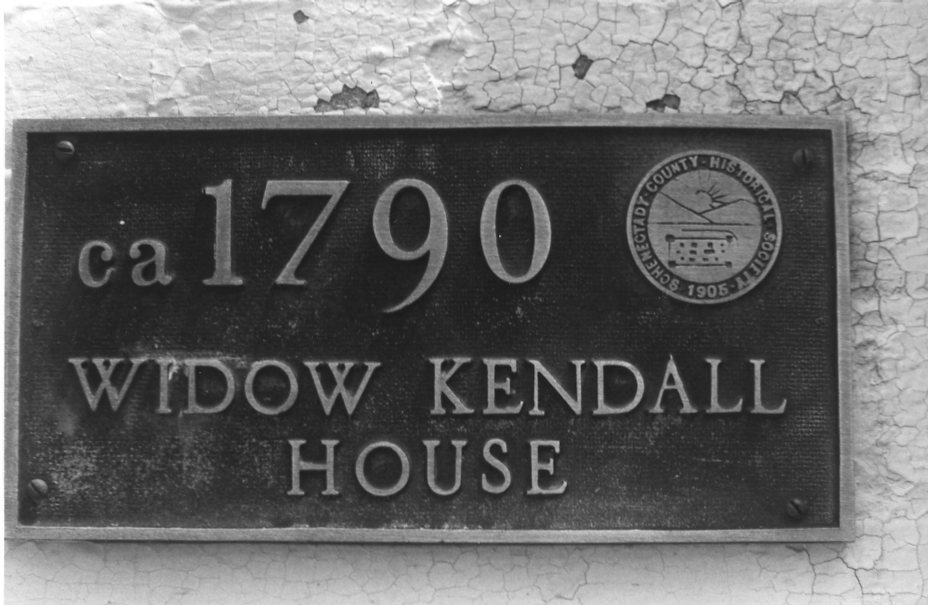 ca 1790
SCHENECTADY · COUNTY · HISTORICAL SOCIETY · 1905 ·
WIDOW KENDALL
HOUSE